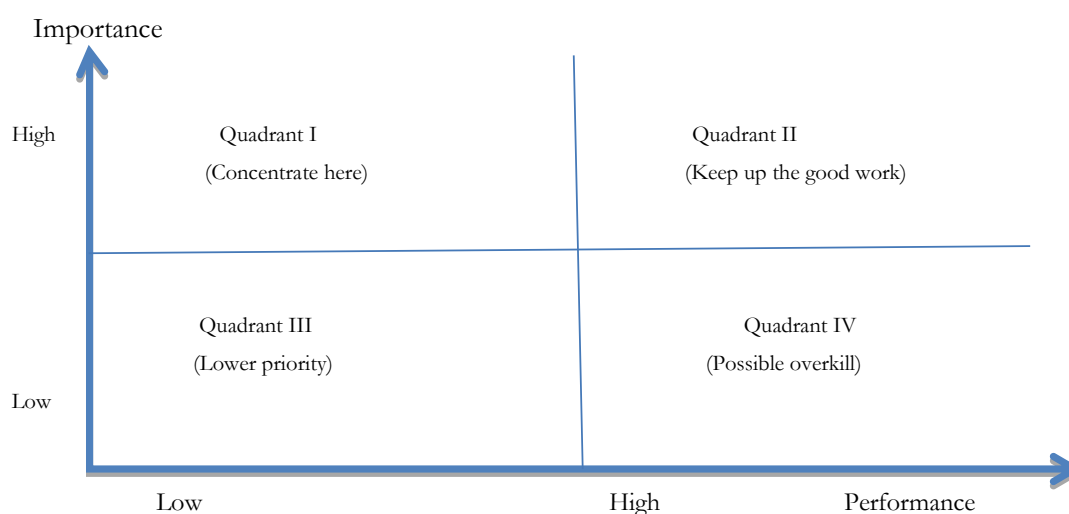 Importance
High
Quadrant I
(Concentrate here)
Quadrant II
(Keep up the good work)
Quadrant III
(Lower priority)
Quadrant IV
(Possible overkill)
Low
Low
High
Performance